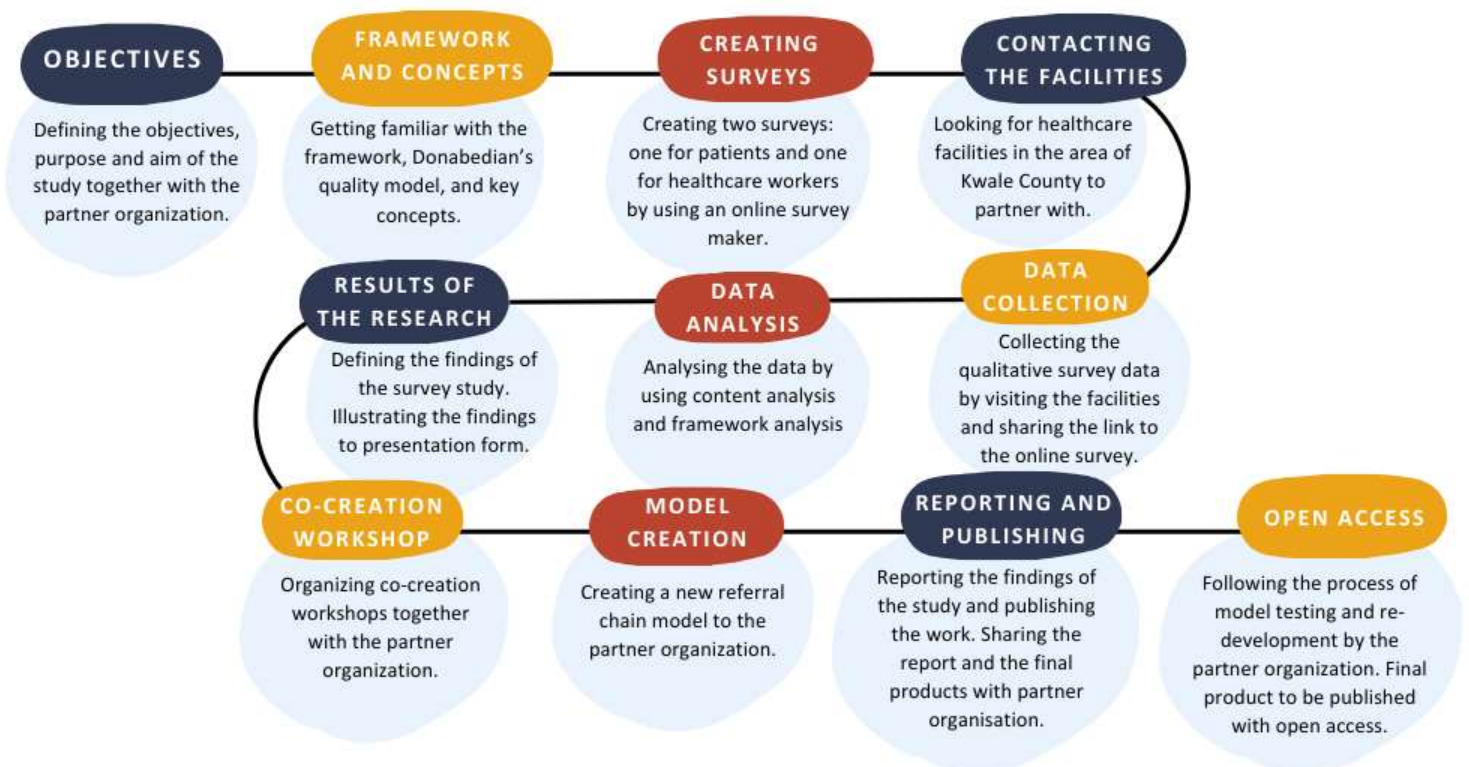 OBJECTIVES
Defining the objectives,
purpose and aim of the
study together with the
partner organization.
FRAMEWORK
AND CONCEPTS
Getting familiar with the
framework, Donabedian's
quality model, and key
concepts.
CREATING
SURVEYS
Creating two surveys:
one for patients and one
for healthcare workers
by using an online survey
maker.
CONTACTING
THE FACILITIES
Looking for healthcare
facilities in the area of
Kwale County to
partner with.
DATA
COLLECTION
Collecting the
qualitative survey data
by visiting the facilities
and sharing the link to
the online survey.
DATA
ANALYSIS
Analysing the data by
using content analysis
and framework analysis
RESULTS OF
THE RESEARCH
Defining the findings of
the survey study.
Illustrating the findings
to presentation form.
CO-CREATION
WORKSHOP
Organizing co-creation
workshops together
with the partner
organization.
MODEL
CREATION
Creating a new referral
chain model to the
partner organization.
REPORTING AND
PUBLISHING
Reporting the findings of
the study and publishing
the work. Sharing the
report and the final
products with partner
organisation.
OPEN ACCESS
Following the process of
model testing and re-
development by the
partner organization. Final
product to be published
with open access.